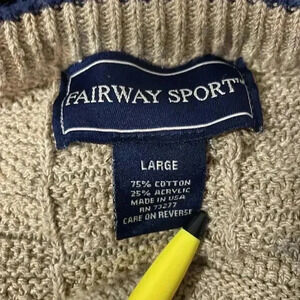 FAIRWAY SPORT™
LARGE
75% COTTON
25% ACRYLIC
MADE IN USA
RN 73277
CARE ON REVERSE